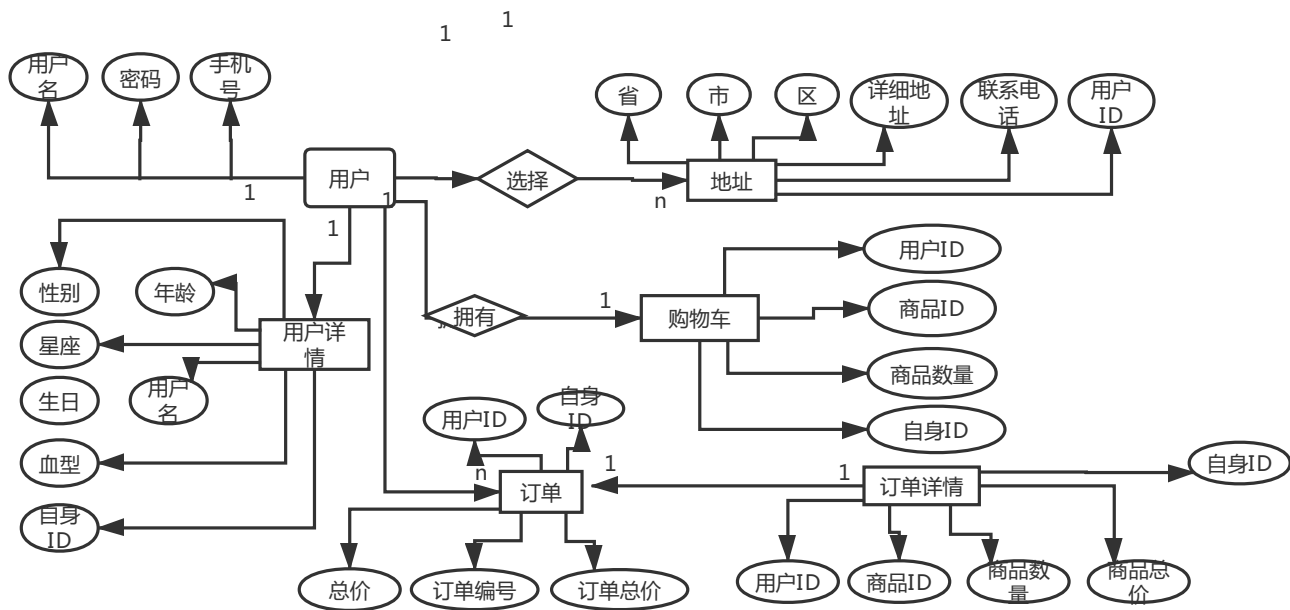 1
1
用户
名
密码
手机
号
省
市
区
详细地
址
联系电
话
用户
ID
用户
选择
地址
1
1
n
1
性别
年龄
用户ID
商品ID
星座
用户详
情
拥有
1
购物车
生日
用户
名
商品数量
用户ID
自身
ID
自身ID
血型
n
订单
1
1
订单详情
自身ID
自身
ID
总价
订单编号
订单总价
用户ID
商品ID
商品数
量
商品总
价